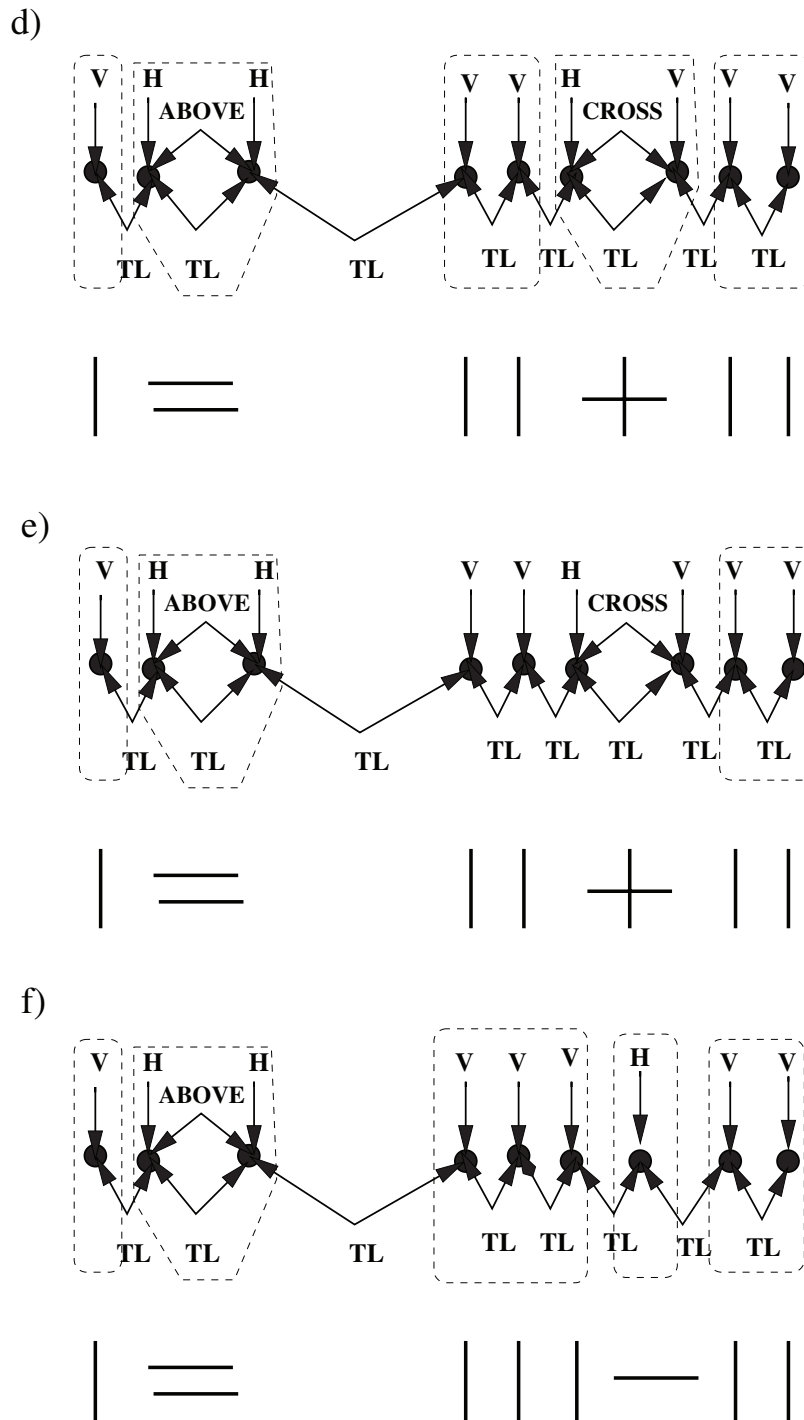 d)
V H H V V H V V V
ABOVE CROSS
TL TL TL TL TL TL TL TL
e)
V H H V V H V V V
ABOVE CROSS
TL TL TL TL TL TL TL TL
f)
V H H V V V H V V
ABOVE
TL TL TL TL TL TL TL TL